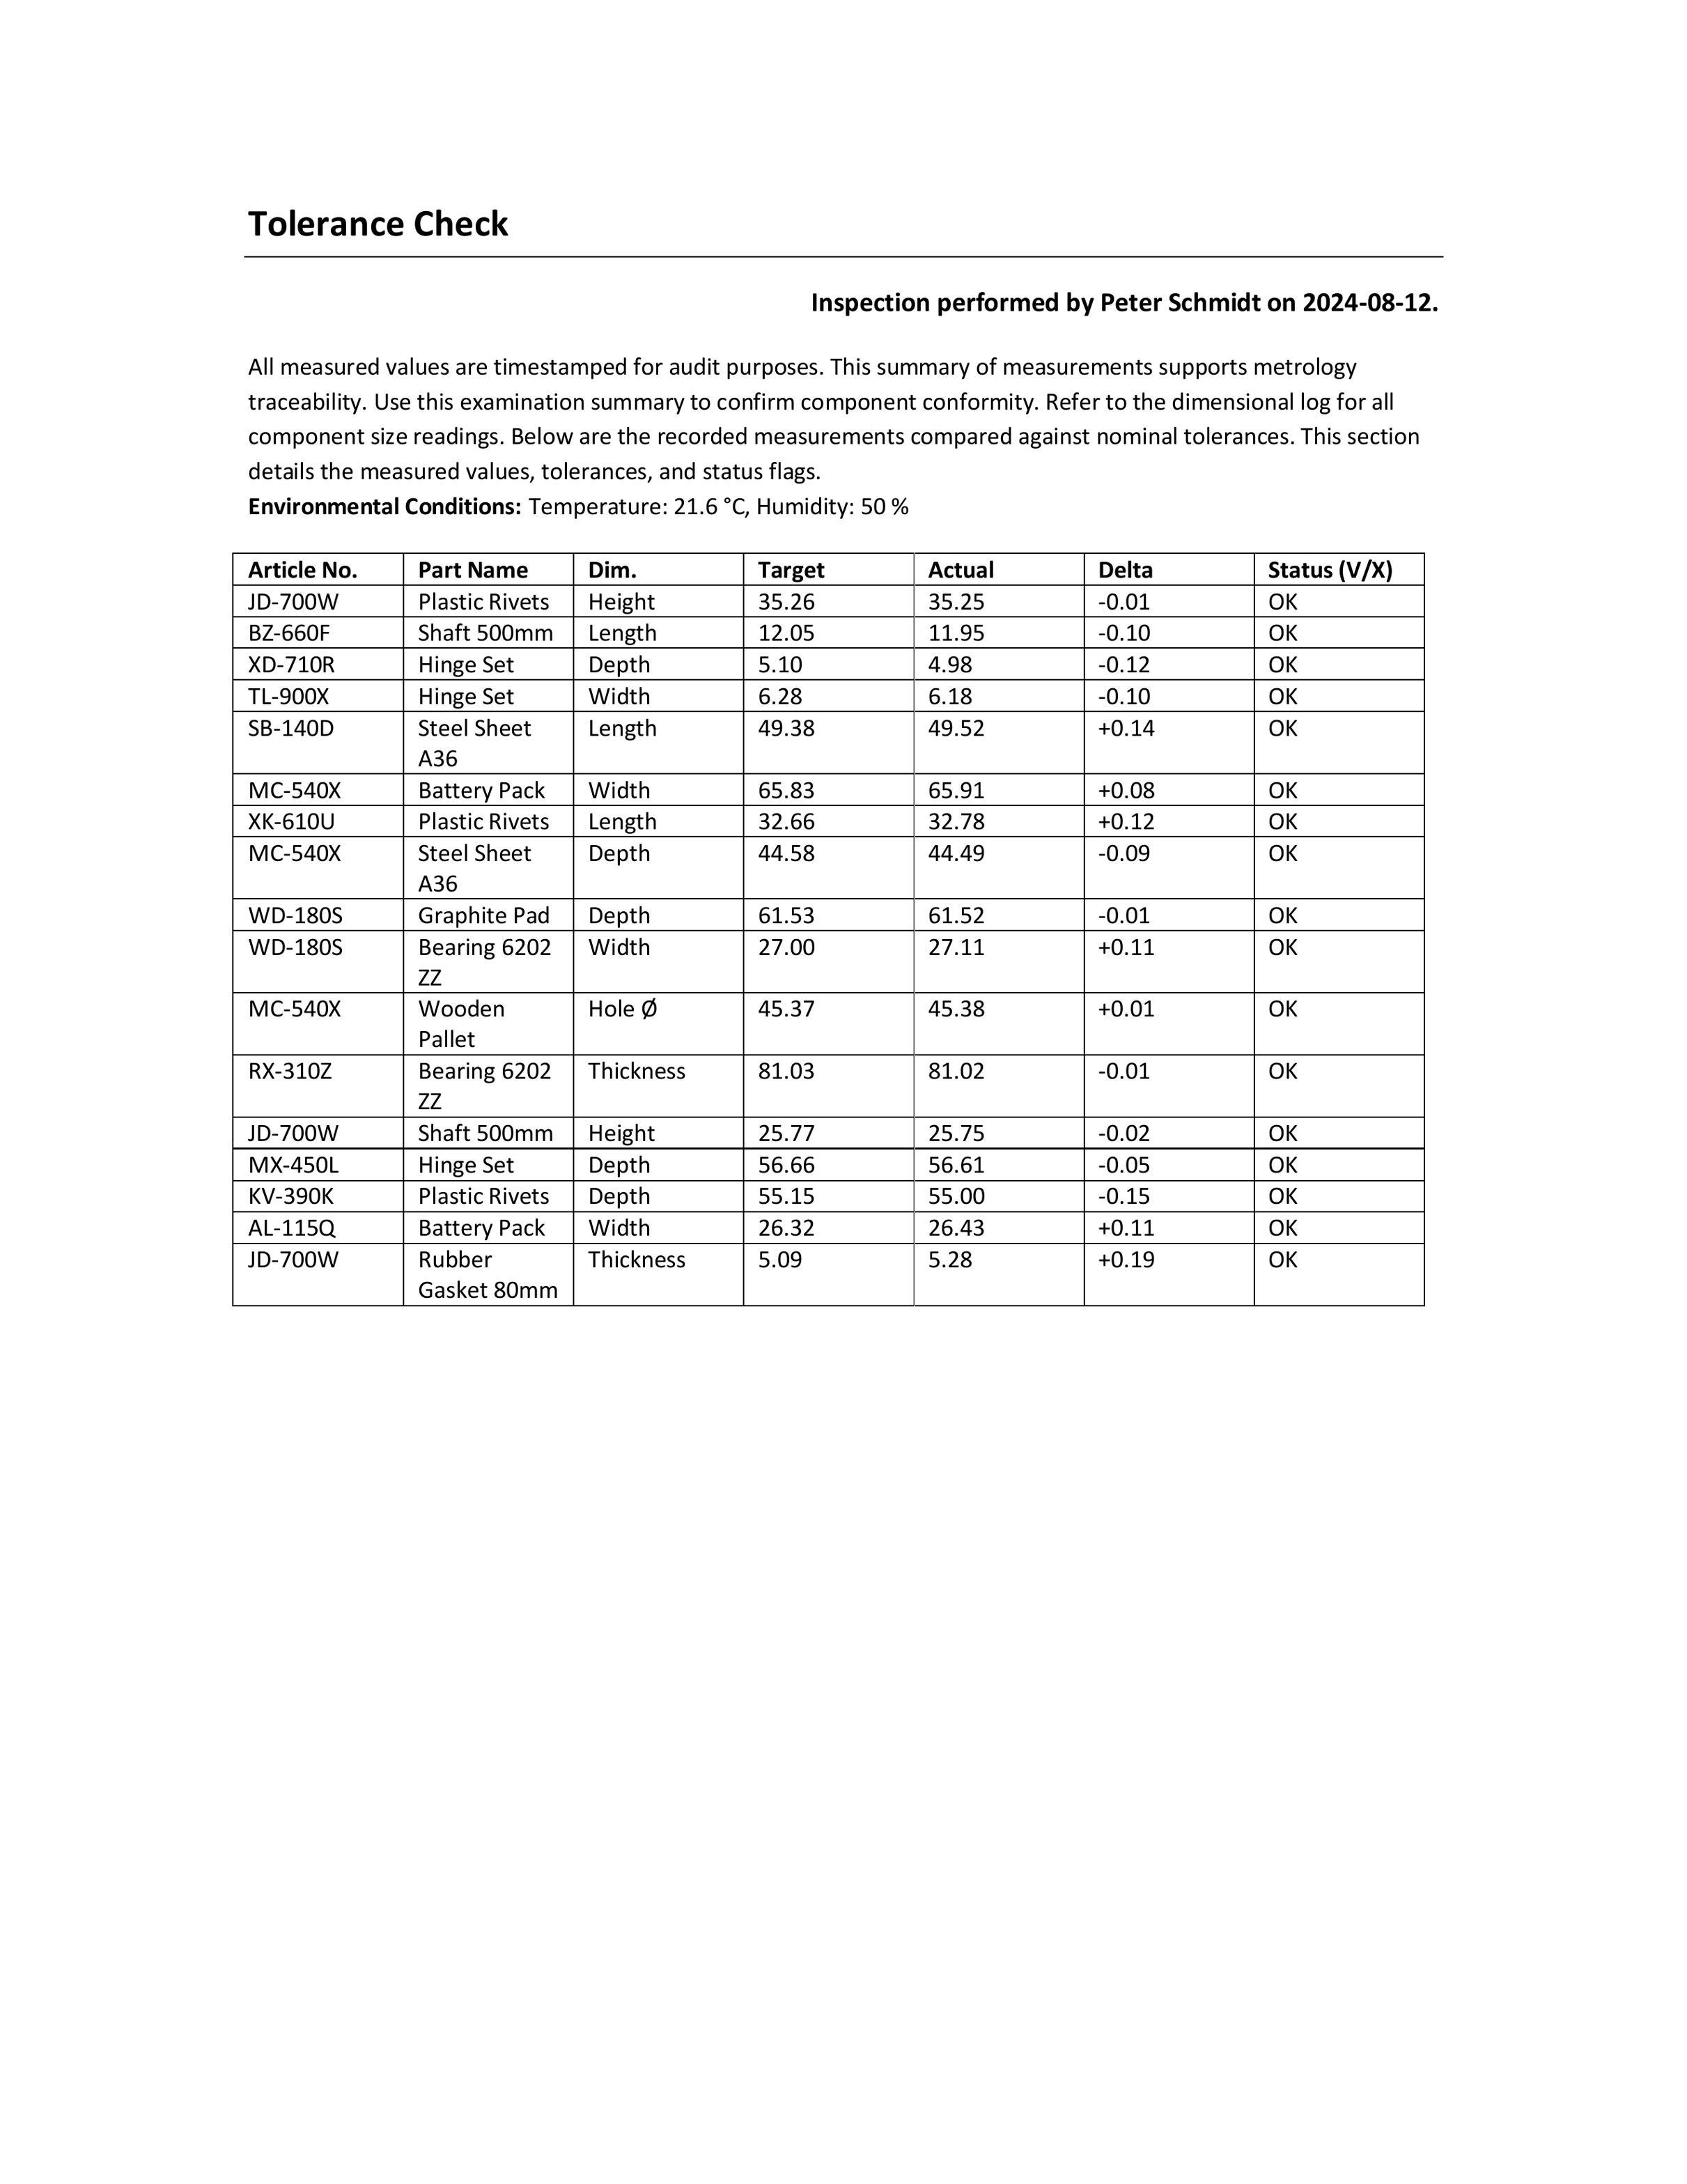 Tolerance Check
Inspection performed by Peter Schmidt on 2024-08-12.
All measured values are timestamped for audit purposes. This summary of measurements supports metrology
traceability. Use this examination summary to confirm component conformity. Refer to the dimensional log for all
component size readings. Below are the recorded measurements compared against nominal tolerances. This section
details the measured values, tolerances, and status flags.
Environmental Conditions: Temperature: 21.6 °C, Humidity: 50 %
Article No. Part Name Dim. Target Actual Delta Status (V/X)
JD-700W Plastic Rivets Height 35.26 35.25 -0.01 OK
BZ-660F Shaft 500mm Length 12.05 11.95 -0.10 OK
XD-710R Hinge Set Depth 5.10 4.98 -0.12 OK
TL-900X Hinge Set Width 6.28 6.18 -0.10 OK
SB-140D Steel Sheet Length 49.38 49.52 +0.14 OK
A36
MC-540X Battery Pack Width 65.83 65.91 +0.08 OK
XK-610U Plastic Rivets Length 32.66 32.78 +0.12 OK
MC-540X Steel Sheet Depth 44.58 44.49 -0.09 OK
A36
WD-180S Graphite Pad Depth 61.53 61.52 -0.01 OK
WD-180S Bearing 6202 Width 27.00 27.11 +0.11 OK
ZZ
MC-540X Wooden Hole Ø 45.37 45.38 +0.01 OK
Pallet
RX-310Z Bearing 6202 Thickness 81.03 81.02 -0.01 OK
ZZ
JD-700W Shaft 500mm Height 25.77 25.75 -0.02 OK
MX-450L Hinge Set Depth 56.66 56.61 -0.05 OK
KV-390K Plastic Rivets Depth 55.15 55.00 -0.15 OK
AL-115Q Battery Pack Width 26.32 26.43 +0.11 OK
JD-700W Rubber Thickness 5.09 5.28 +0.19 OK
Gasket 80mm